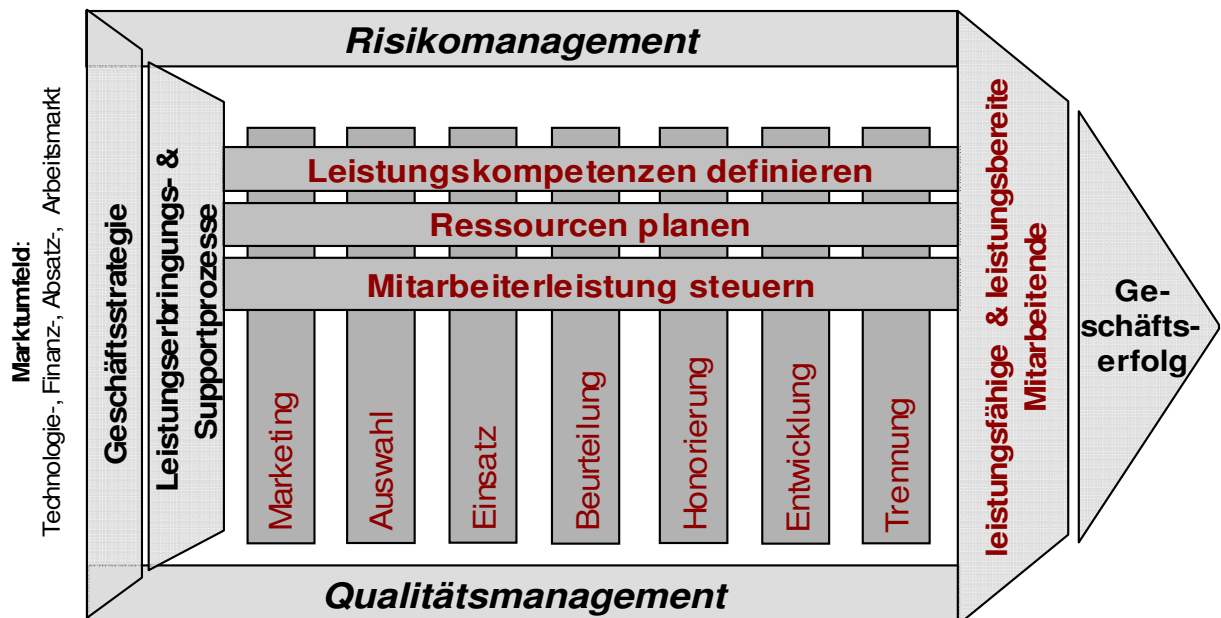 Risikomanagement
Marktumfeld:
Technologie-, Finanz-, Absatz-, Arbeitsmarkt
Geschäftsstrategie
Leistungserbringungs- &
Supportprozesse
Leistungskompetenzen definieren
Ressourcen planen
Mitarbeiterleistung steuern
Marketing
Auswahl
Einsatz
Beurteilung
Honorierung
Entwicklung
Trennung
leistungsfähige & leistungsbereite
Mitarbeitende
Ge-
schäfts-
erfolg
Qualitätsmanagement